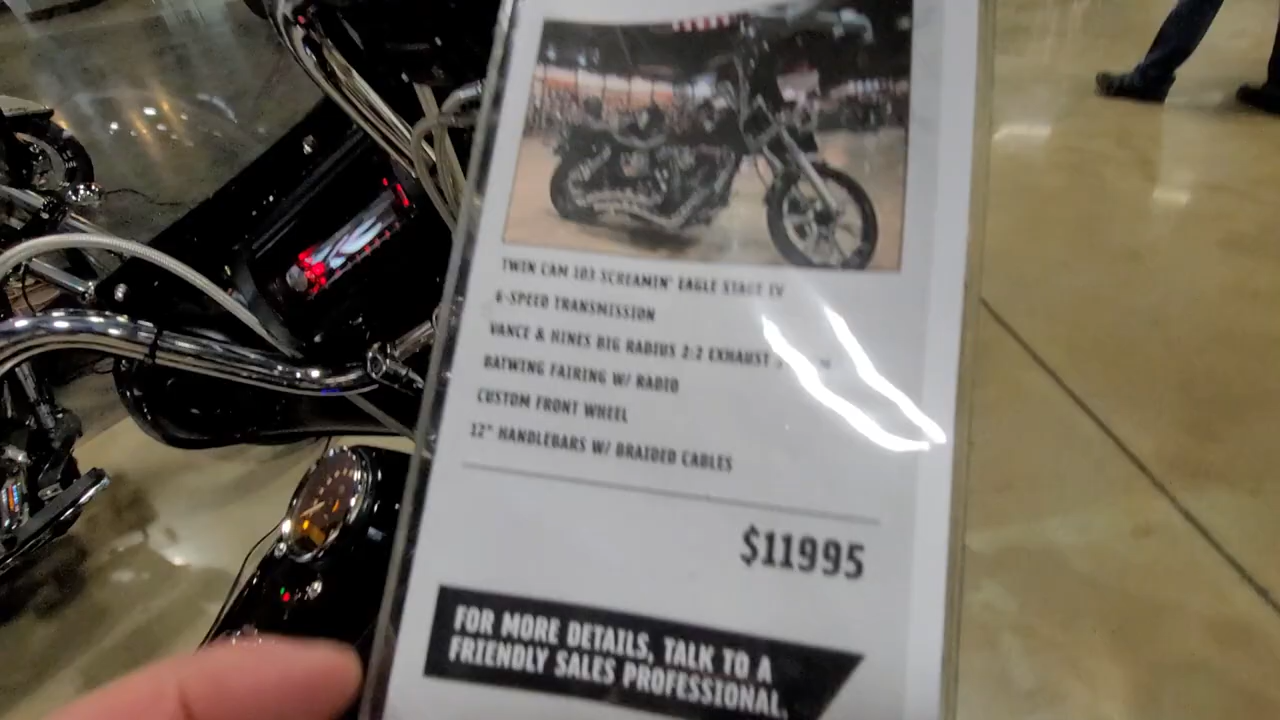 TWIN CAM 103 SCREAMIN' EAGLE STAGE IV
6-SPEED TRANSMISSION
VANCE & HINES BIG RADIUS 2:2 EXHAUST
BATWING FAIRING W/ RADIO
CUSTOM FRONT WHEEL
12" HANDLEBARS W/ BRAIDED CABLES
$11995
FOR MORE DETAILS, TALK TO A
FRIENDLY SALES PROFESSIONAL.